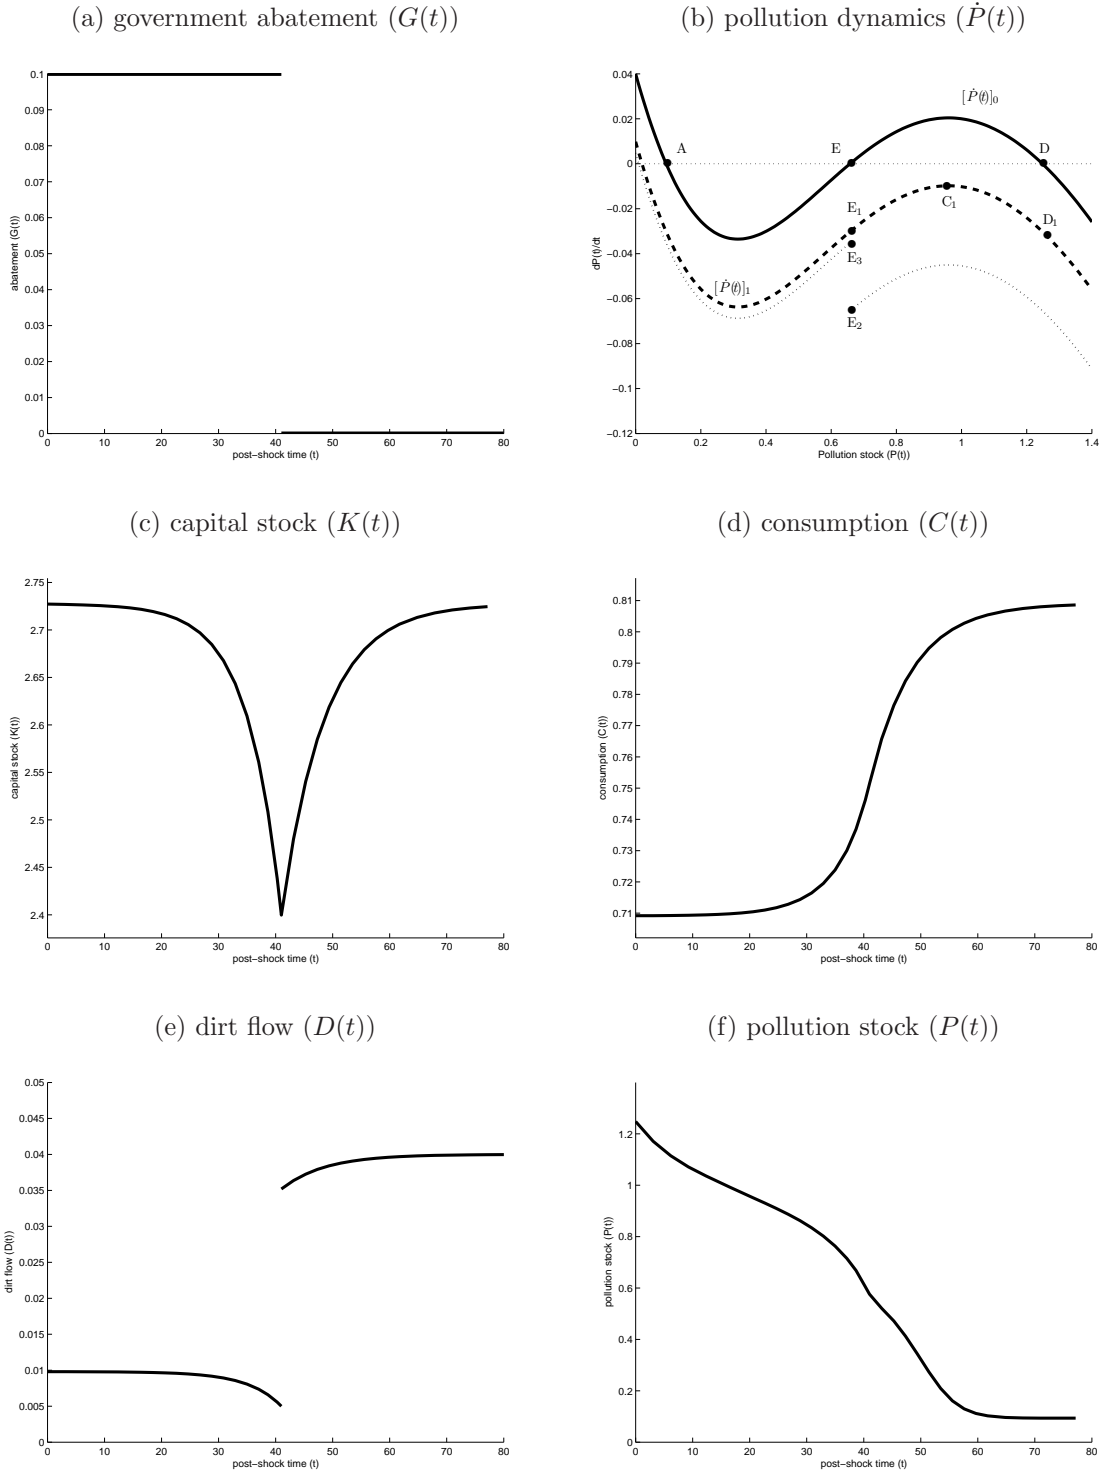 (a) government abatement (G(t))
0.1
0.09
0.08
0.07
0.06
0.05
0.04
0.03
0.02
0.01
0
abatement (G(t))
0 10 20 30 40 50 60 70 80
post−shock time (t)
(b) pollution dynamics (Ṗ(t))
0.04
0.02
0
−0.02
−0.04
−0.06
−0.08
−0.1
−0.12
dP(t)/dt
[Ṗ(t)]₀
A
E
D
E₁
C₁
D₁
E₃
[Ṗ(t)]₁
E₂
0 0.2 0.4 0.6 0.8 1 1.2 1.4
Pollution stock (P(t))
(c) capital stock (K(t))
2.75
2.7
2.65
2.6
2.55
2.5
2.45
2.4
capital stock (K(t))
0 10 20 30 40 50 60 70 80
post−shock time (t)
(d) consumption (C(t))
0.81
0.8
0.79
0.78
0.77
0.76
0.75
0.74
0.73
0.72
0.71
consumption (C(t))
0 10 20 30 40 50 60 70 80
post−shock time (t)
(e) dirt flow (D(t))
0.05
0.045
0.04
0.035
0.03
0.025
0.02
0.015
0.01
0.005
0
dirt flow (D(t))
0 10 20 30 40 50 60 70 80
post−shock time (t)
(f) pollution stock (P(t))
1.2
1
0.8
0.6
0.4
0.2
0
pollution stock (P(t))
0 10 20 30 40 50 60 70 80
post−shock time (t)